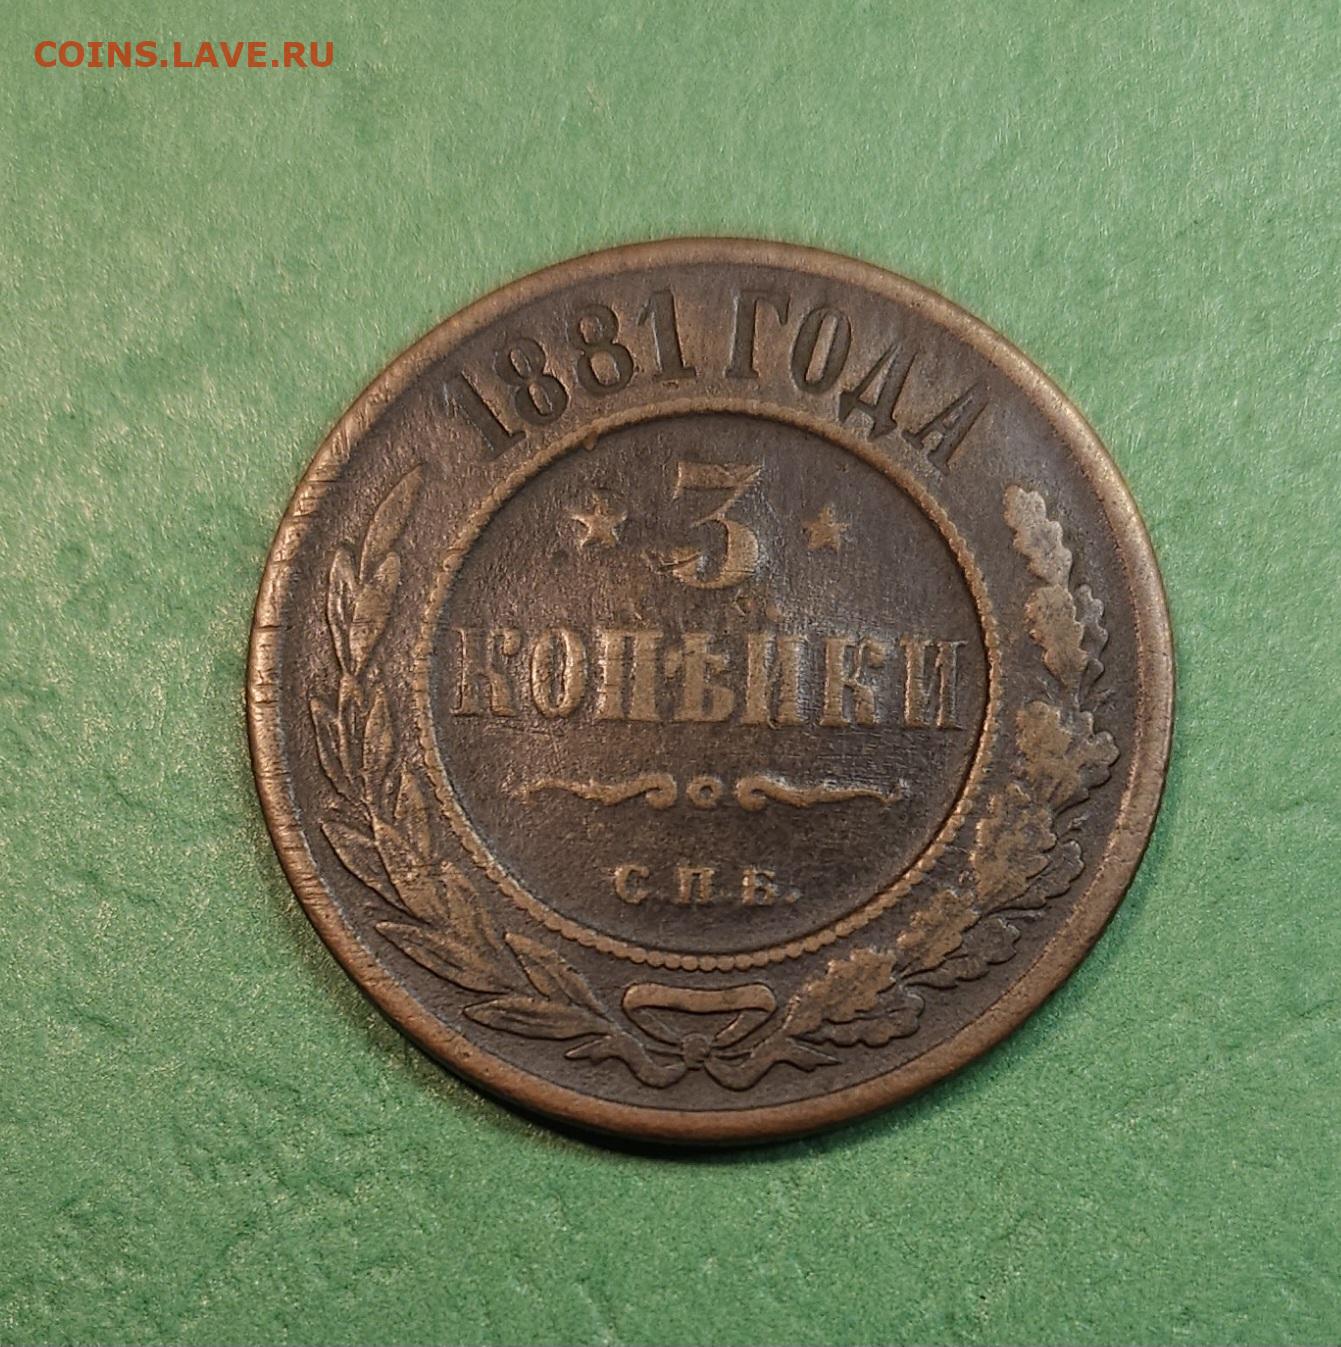 COINS.LAVE.RU
1881 ГОДА
★ 3 ★
КОПѢЙКИ
С.П.Б.